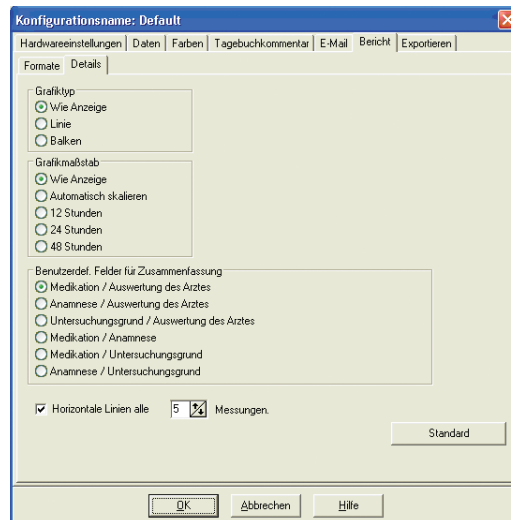 Konfigurationsname: Default
Hardwareeinstellungen Daten Farben Tagebuchkommentar E-Mail Bericht Exportieren
Formate Details
Grafiktyp
Wie Anzeige
Linie
Balken
Grafikmaßstab
Wie Anzeige
Automatisch skalieren
12 Stunden
24 Stunden
48 Stunden
Benutzerdef. Felder für Zusammenfassung
Medikation / Auswertung des Arztes
Anamnese / Auswertung des Arztes
Untersuchungsgrund / Auswertung des Arztes
Medikation / Anamnese
Medikation / Untersuchungsgrund
Anamnese / Untersuchungsgrund
Horizontale Linien alle 5 Messungen.
Standard
OK Abbrechen Hilfe